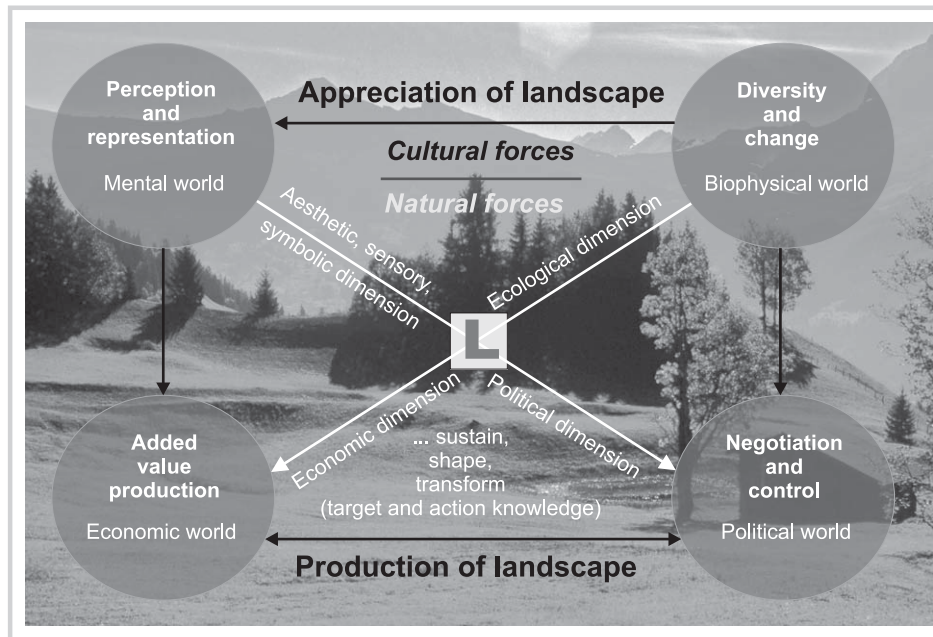 Perception
and
representation
Mental world
Appreciation of landscape
Cultural forces
Natural forces
Diversity
and
change
Biophysical world
Aesthetic, sensory,
symbolic dimension
Ecological dimension
L
Economic dimension
Political dimension
... sustain,
shape,
transform
(target and action knowledge)
Added
value
production
Economic world
Negotiation
and
control
Political world
Production of landscape